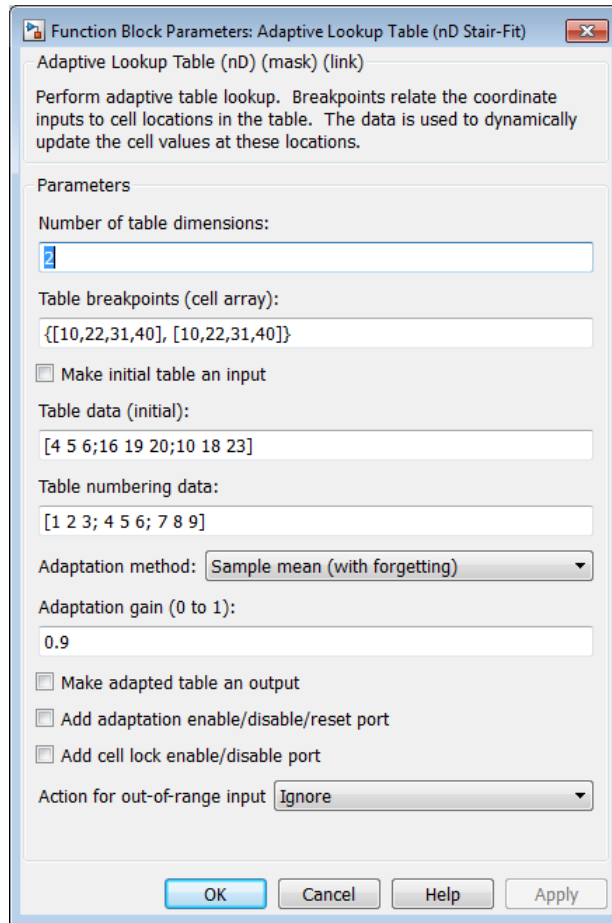 Function Block Parameters: Adaptive Lookup Table (nD Stair-Fit)
Adaptive Lookup Table (nD) (mask) (link)
Perform adaptive table lookup. Breakpoints relate the coordinate
inputs to cell locations in the table. The data is used to dynamically
update the cell values at these locations.
Parameters
Number of table dimensions:
2
Table breakpoints (cell array):
{[10,22,31,40], [10,22,31,40]}
Make initial table an input
Table data (initial):
[4 5 6;16 19 20;10 18 23]
Table numbering data:
[1 2 3; 4 5 6; 7 8 9]
Adaptation method: Sample mean (with forgetting)
Adaptation gain (0 to 1):
0.9
Make adapted table an output
Add adaptation enable/disable/reset port
Add cell lock enable/disable port
Action for out-of-range input Ignore
OK Cancel Help Apply